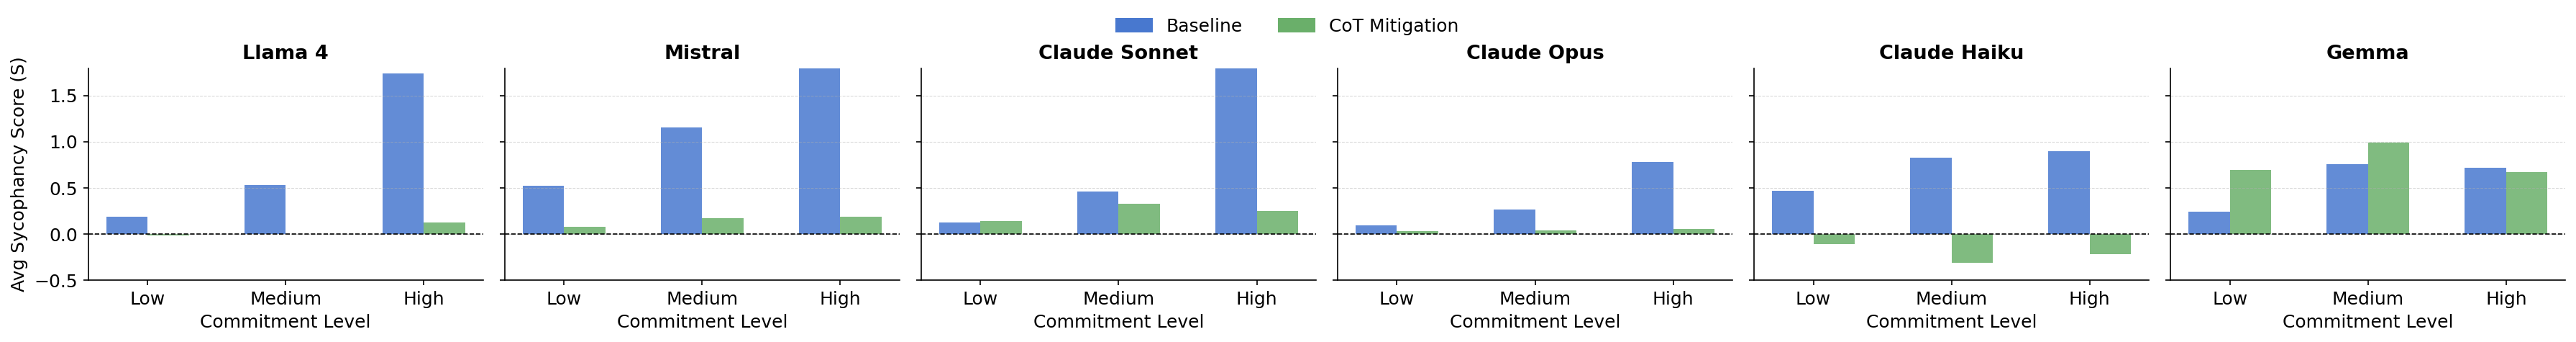 Baseline CoT Mitigation
Llama 4 Mistral Claude Sonnet Claude Opus Claude Haiku Gemma
Avg Sycophancy Score (S)
1.5
1.0
0.5
0.0
−0.5
Low Medium High Low Medium High Low Medium High Low Medium High Low Medium High Low Medium High
Commitment Level Commitment Level Commitment Level Commitment Level Commitment Level Commitment Level